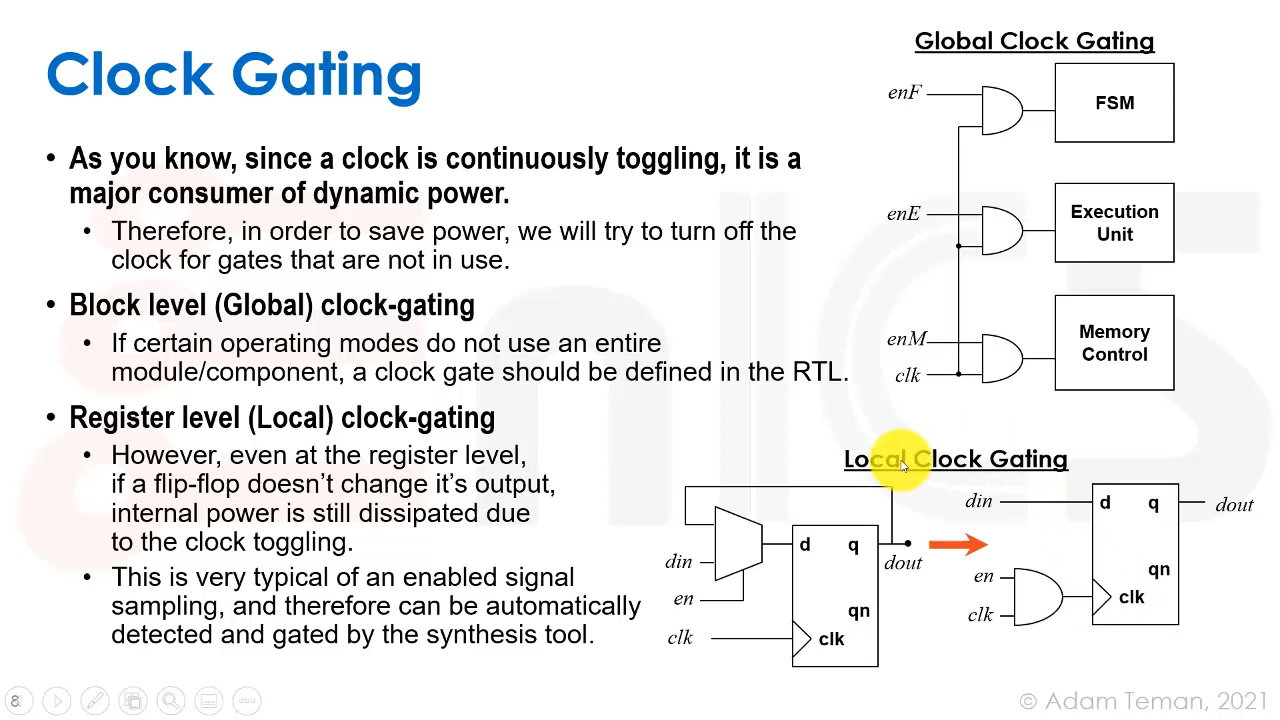 Clock Gating
• As you know, since a clock is continuously toggling, it is a
major consumer of dynamic power.
• Therefore, in order to save power, we will try to turn off the
clock for gates that are not in use.
• Block level (Global) clock-gating
• If certain operating modes do not use an entire
module/component, a clock gate should be defined in the RTL.
• Register level (Local) clock-gating
• However, even at the register level,
if a flip-flop doesn't change it's output,
internal power is still dissipated due
to the clock toggling.
• This is very typical of an enabled signal
sampling, and therefore can be automatically
detected and gated by the synthesis tool.
Global Clock Gating
enF
FSM
enE
Execution
Unit
enM
clk
Memory
Control
Local Clock Gating
din
en
clk
d
q
qn
clk
dout
din
en
clk
d
q
qn
clk
dout
8
© Adam Teman, 2021